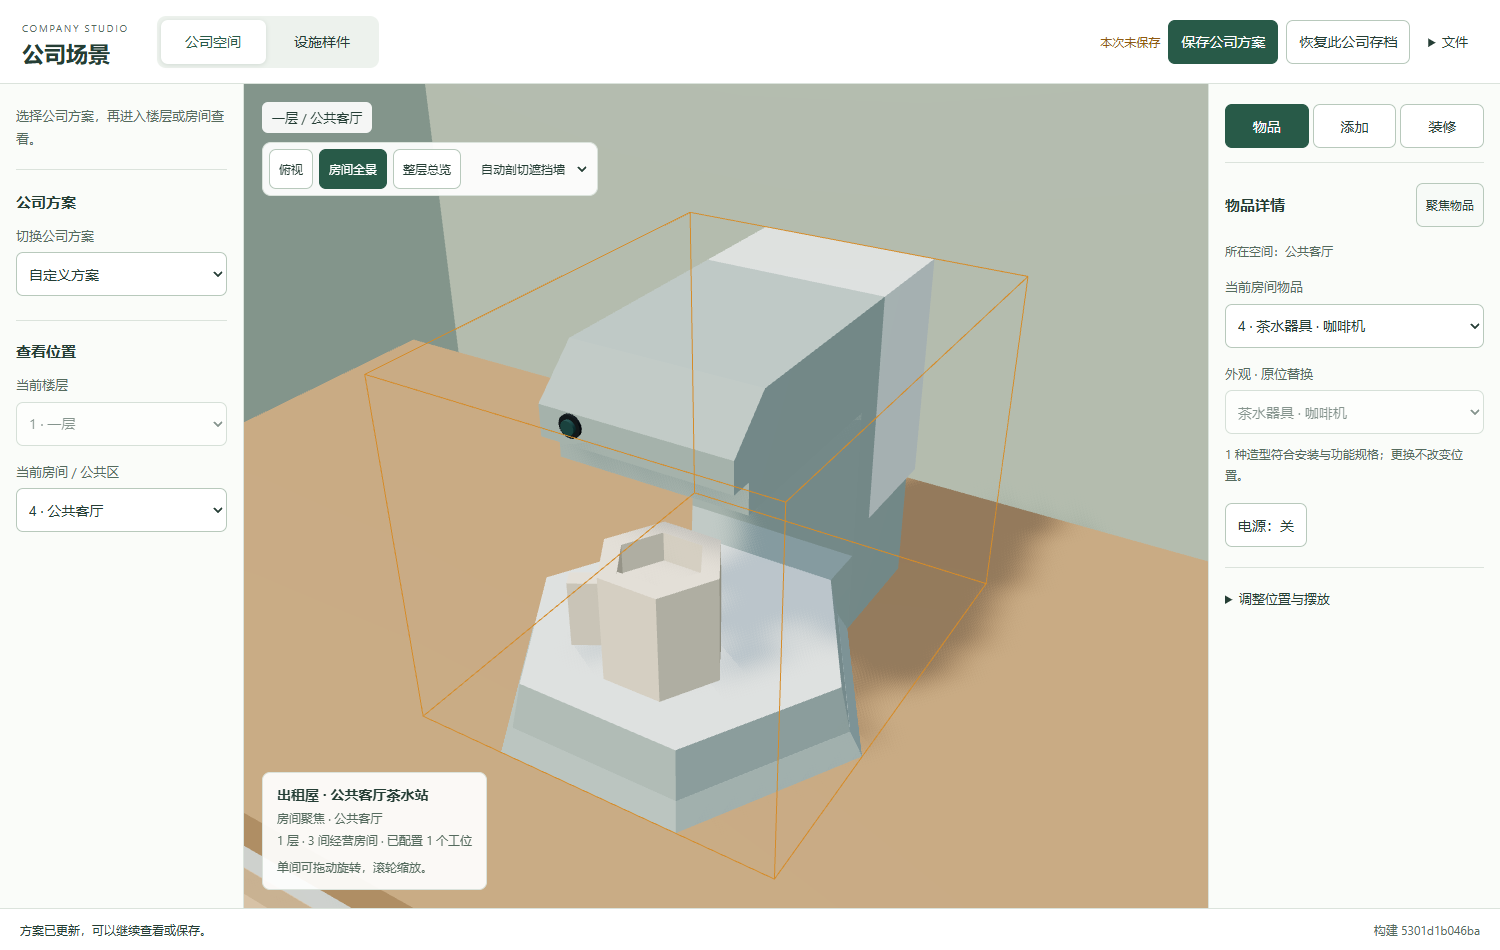 COMPANY STUDIO
公司场景
公司空间
设施样件
本次未保存
保存公司方案
恢复此公司存档
▶ 文件
选择公司方案，再进入楼层或房间查
看。
公司方案
切换公司方案
自定义方案
查看位置
当前楼层
1 · 一层
当前房间 / 公共区
4 · 公共客厅
一层 / 公共客厅
俯视
房间全景
整层总览
自动剖切遮挡墙
出租屋 · 公共客厅茶水站
房间聚焦 · 公共客厅
1 层 · 3 间经营房间 · 已配置 1 个工位
单间可拖动旋转，滚轮缩放。
物品
添加
装修
物品详情
聚焦物品
所在空间：公共客厅
当前房间物品
4 · 茶水器具 · 咖啡机
外观 · 原位替换
茶水器具 · 咖啡机
1 种造型符合安装与功能规格；更换不改变位
置。
电源：关
▶ 调整位置与摆放
方案已更新，可以继续查看或保存。
构建 5301d1b046ba